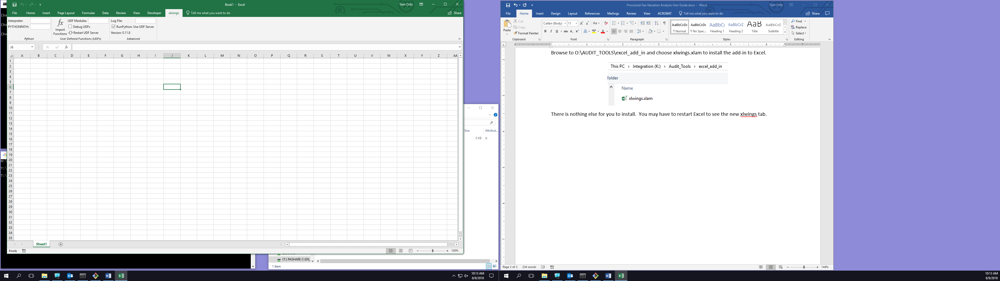 Book1 - Excel
Tom Ortiz
File Home Insert Page Layout Formulas Data Review View Developer xlwings Tell me what you want to do Share
Interpreter:
PYTHONPATH:
Python
Import
Functions
UDF Modules:
Debug UDFs
Restart UDF Server
User Defined Functions (UDFs)
Log File:
RunPython: Use UDF Server
Version: 0.11.8
Advanced
J6
fx
A B C D E F G H I J K L M N O P Q R S T U V W X Y Z AA
1
2
3
4
5
6
7
8
9
10
11
12
13
14
15
16
17
18
19
20
21
22
23
24
25
26
27
28
29
30
31
32
33
34
35
Sheet1
Ready
100%
(ba
(ba
(ba
H:\
T:\
T:\
Size Attribut...
0 KB A
(T:) PASHARE (\\EN_
1 item
10:13 AM
8/8/2018
Processed Gas Valuation Analysis User Guide.docx - Word
Tom Ortiz
File Home Insert Design Layout References Mailings Review View ACROBAT Tell me what you want to do Share
Paste
Cut
Copy
Format Painter
Clipboard
Calibri (Body) 11
B I U abc x₂ x²
Font
Paragraph
AaBbCcDc AaBbCcDc AaBbCc AaBbCcD AaB AaBbCcD
¶ Normal ¶ No Spac... Heading 1 Heading 2 Title Subtitle
Styles
Find
Replace
Select
Editing
Browse to O:\AUDIT_TOOLS\excel_add_in and choose xlwings.xlam to install the add-in to Excel.
This PC > Integration (K:) > Audit_Tools > excel_add_in
folder
Name
xlwings.xlam
There is nothing else for you to install. You may have to restart Excel to see the new xlwings tab.
Page 2 of 2 234 words
144%
10:13 AM
8/8/2018